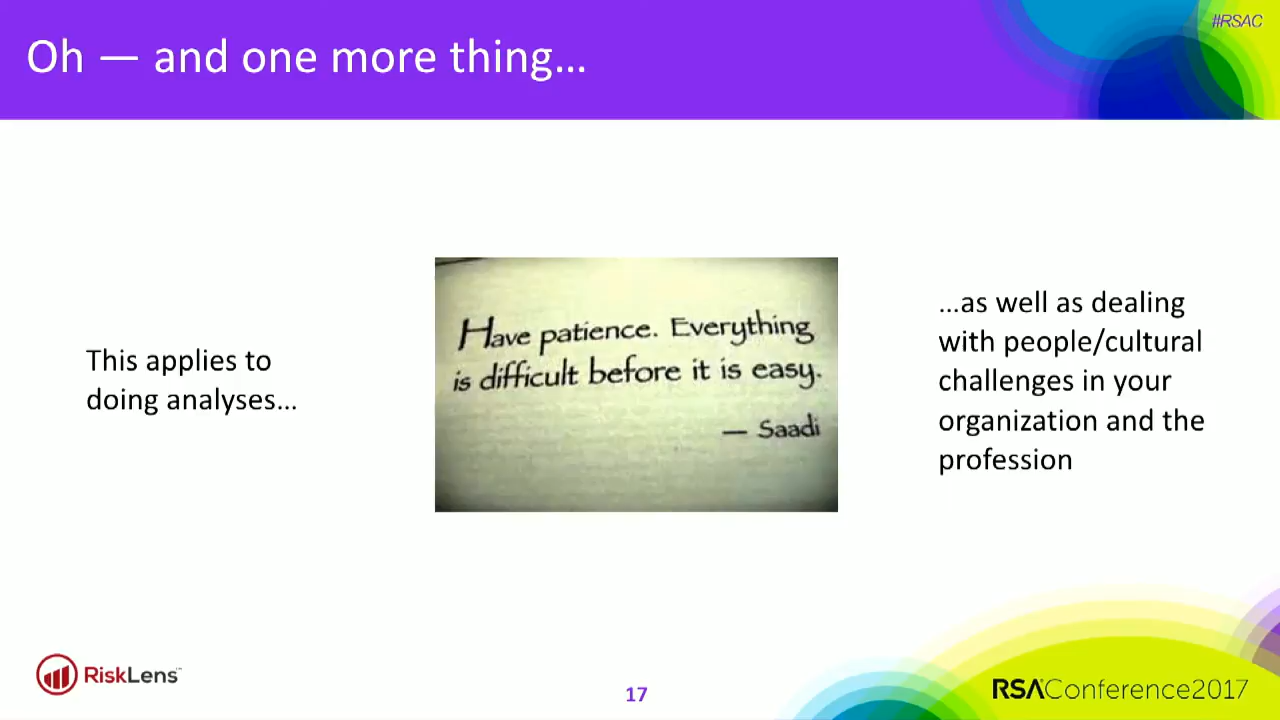 #RSAC
Oh — and one more thing…
This applies to
doing analyses…
Have patience. Everything
is difficult before it is easy.
— Saadi
…as well as dealing
with people/cultural
challenges in your
organization and the
profession
RiskLens™
17
RSAConference2017